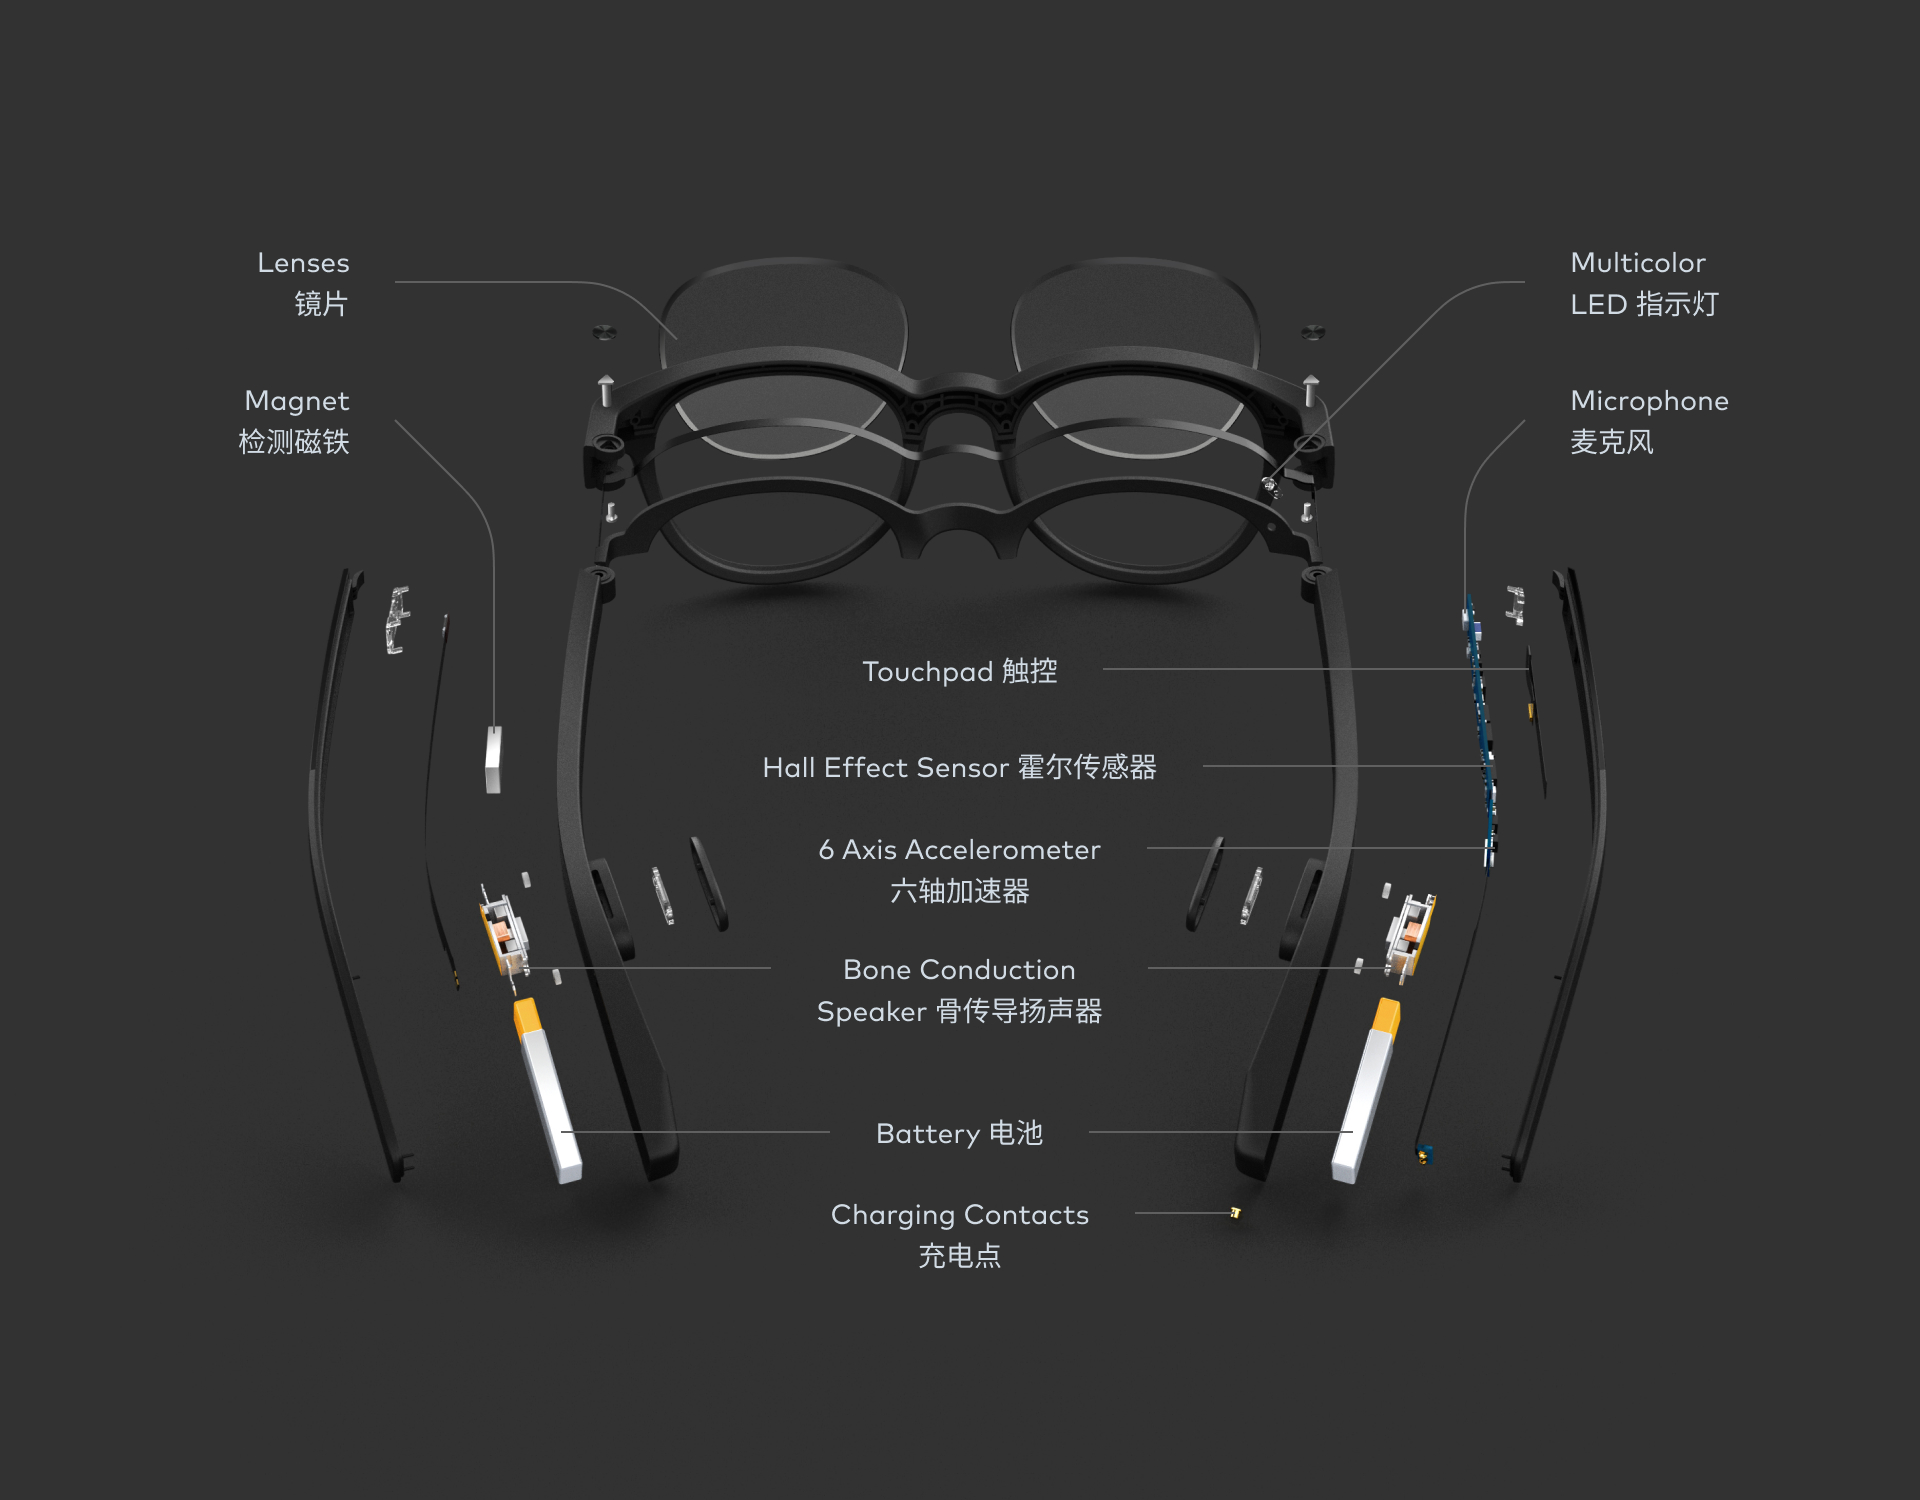 Lenses
镜片
Magnet
检测磁铁
Multicolor
LED 指示灯
Microphone
麦克风
Touchpad 触控
Hall Effect Sensor 霍尔传感器
6 Axis Accelerometer
六轴加速器
Bone Conduction
Speaker 骨传导扬声器
Battery 电池
Charging Contacts
充电点